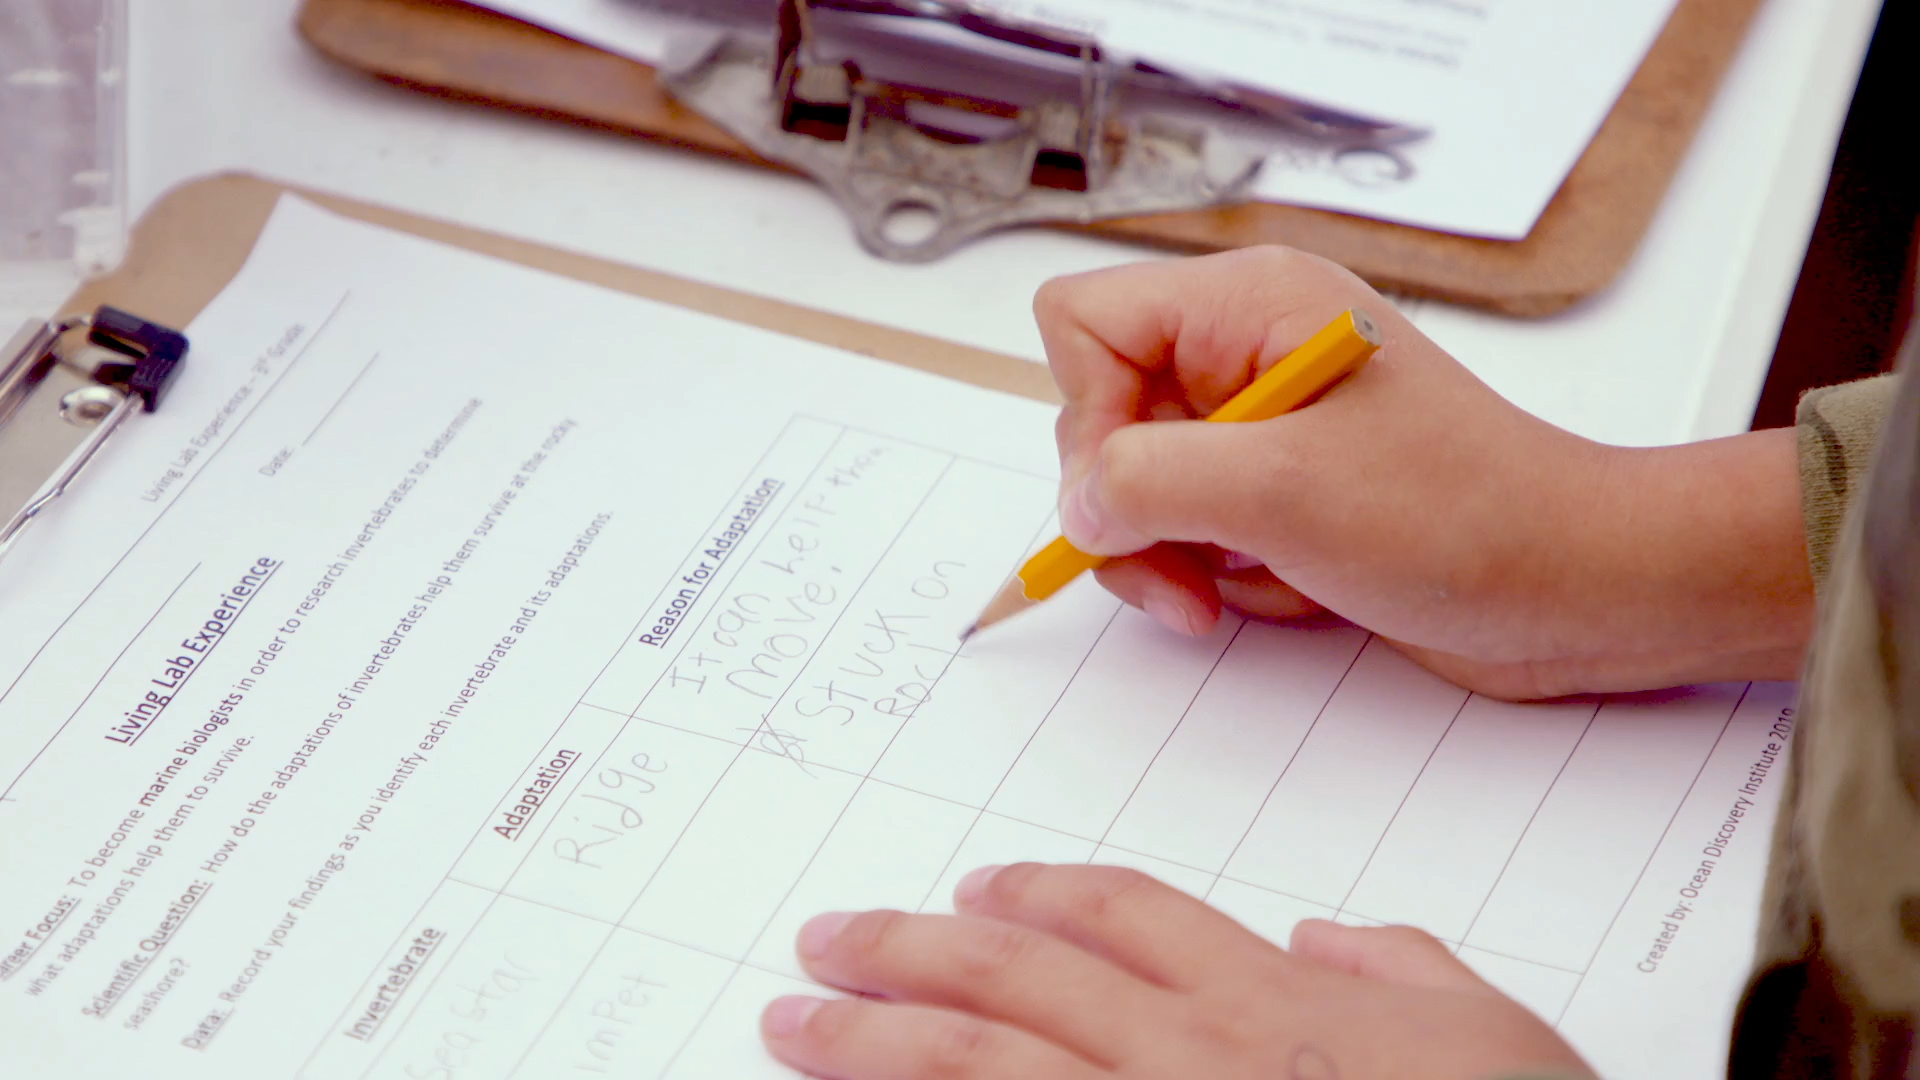 Living Lab Experience – 3rd Grade
Date:
Living Lab Experience
Focus: To become marine biologists in order to research invertebrates to determine
what adaptations help them to survive.
Scientific Question: How do the adaptations of invertebrates help them survive at the rocky
seashore?
Data: Record your findings as you identify each invertebrate and its adaptations.
Invertebrate Adaptation Reason for Adaptation
Sea star Ridge It can help them
move.
Stuck on
Created by: Ocean Discovery Institute 2019